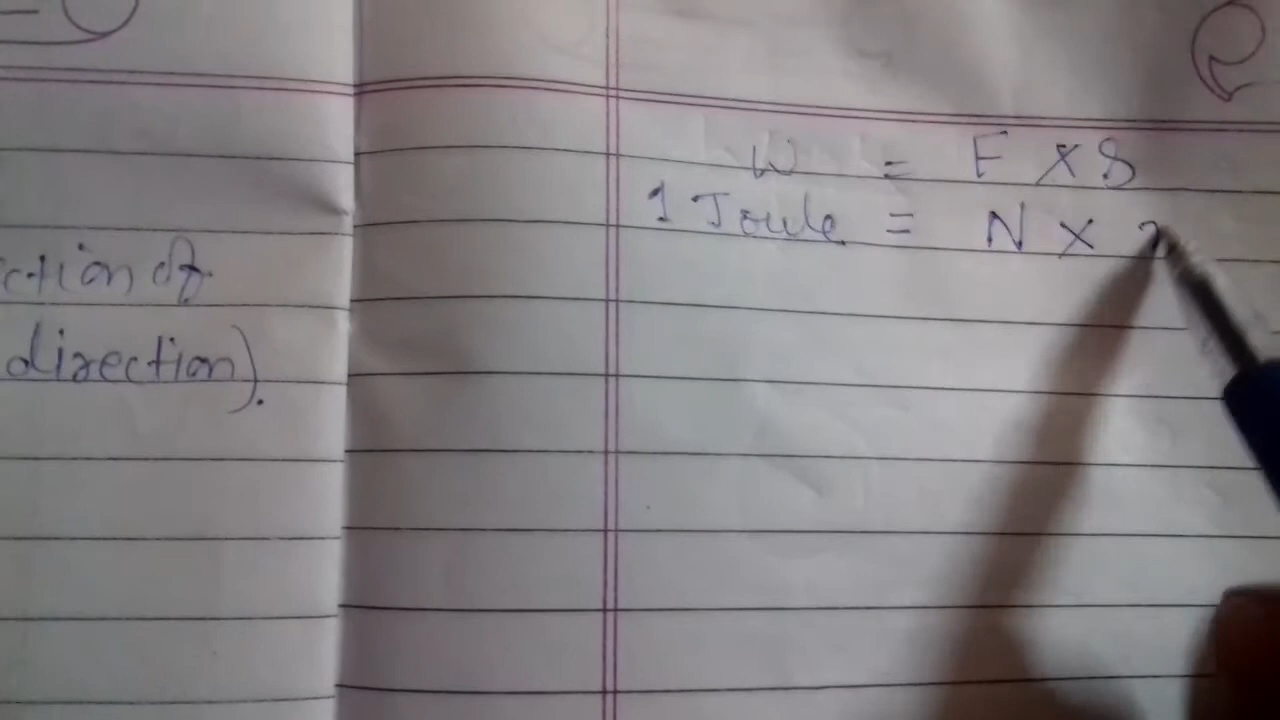 ction of
direction).
W = F × S
1 Joule = N ×